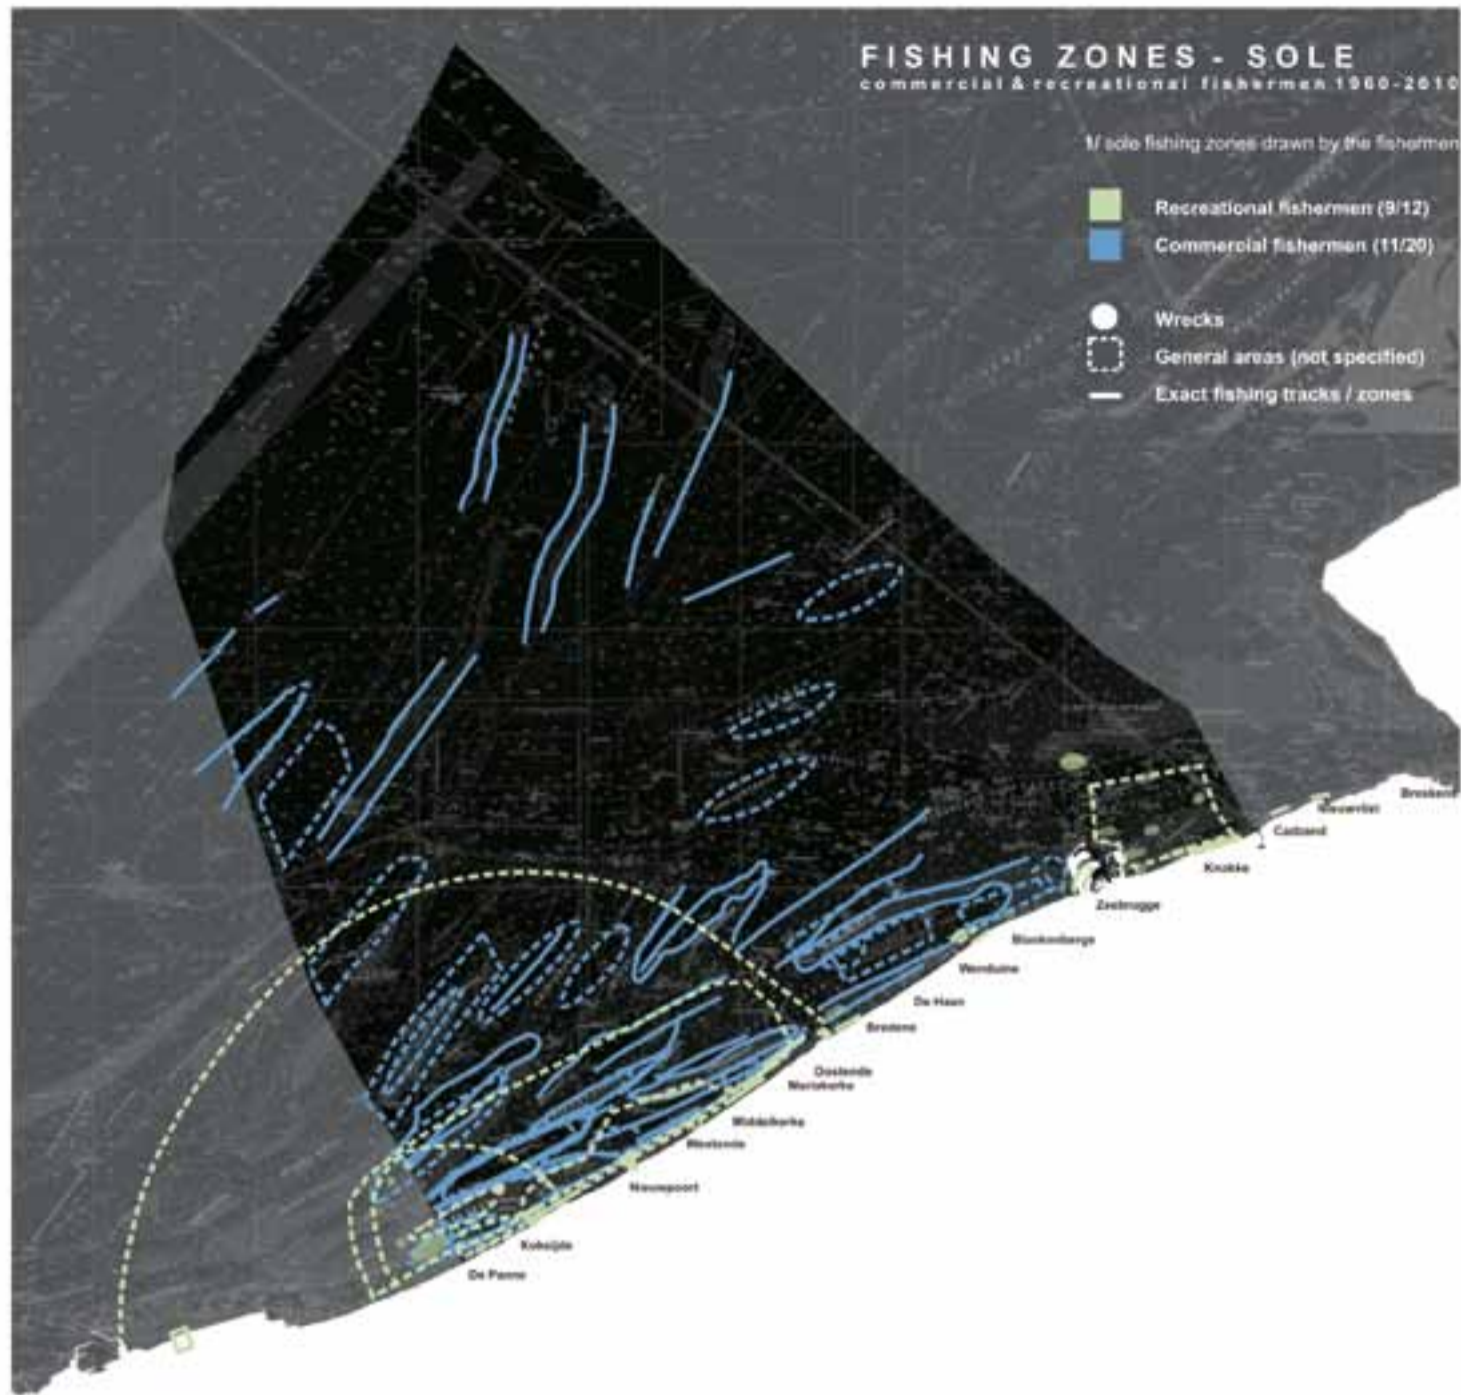 FISHING ZONES - SOLE
commercial & recreational fishermen 1960-2010
1/ sole fishing zones drawn by the fishermen
Recreational fishermen (9/12)
Commercial fishermen (11/20)
Wrecks
General areas (not specified)
Exact fishing tracks / zones
Breskens
Nieuwvliet
Cadzand
Knokke
Zeebrugge
Blankenberge
Wenduine
De Haan
Bredene
Oostende
Mariakerke
Middelkerke
Westende
Nieuwpoort
Koksijde
De Panne